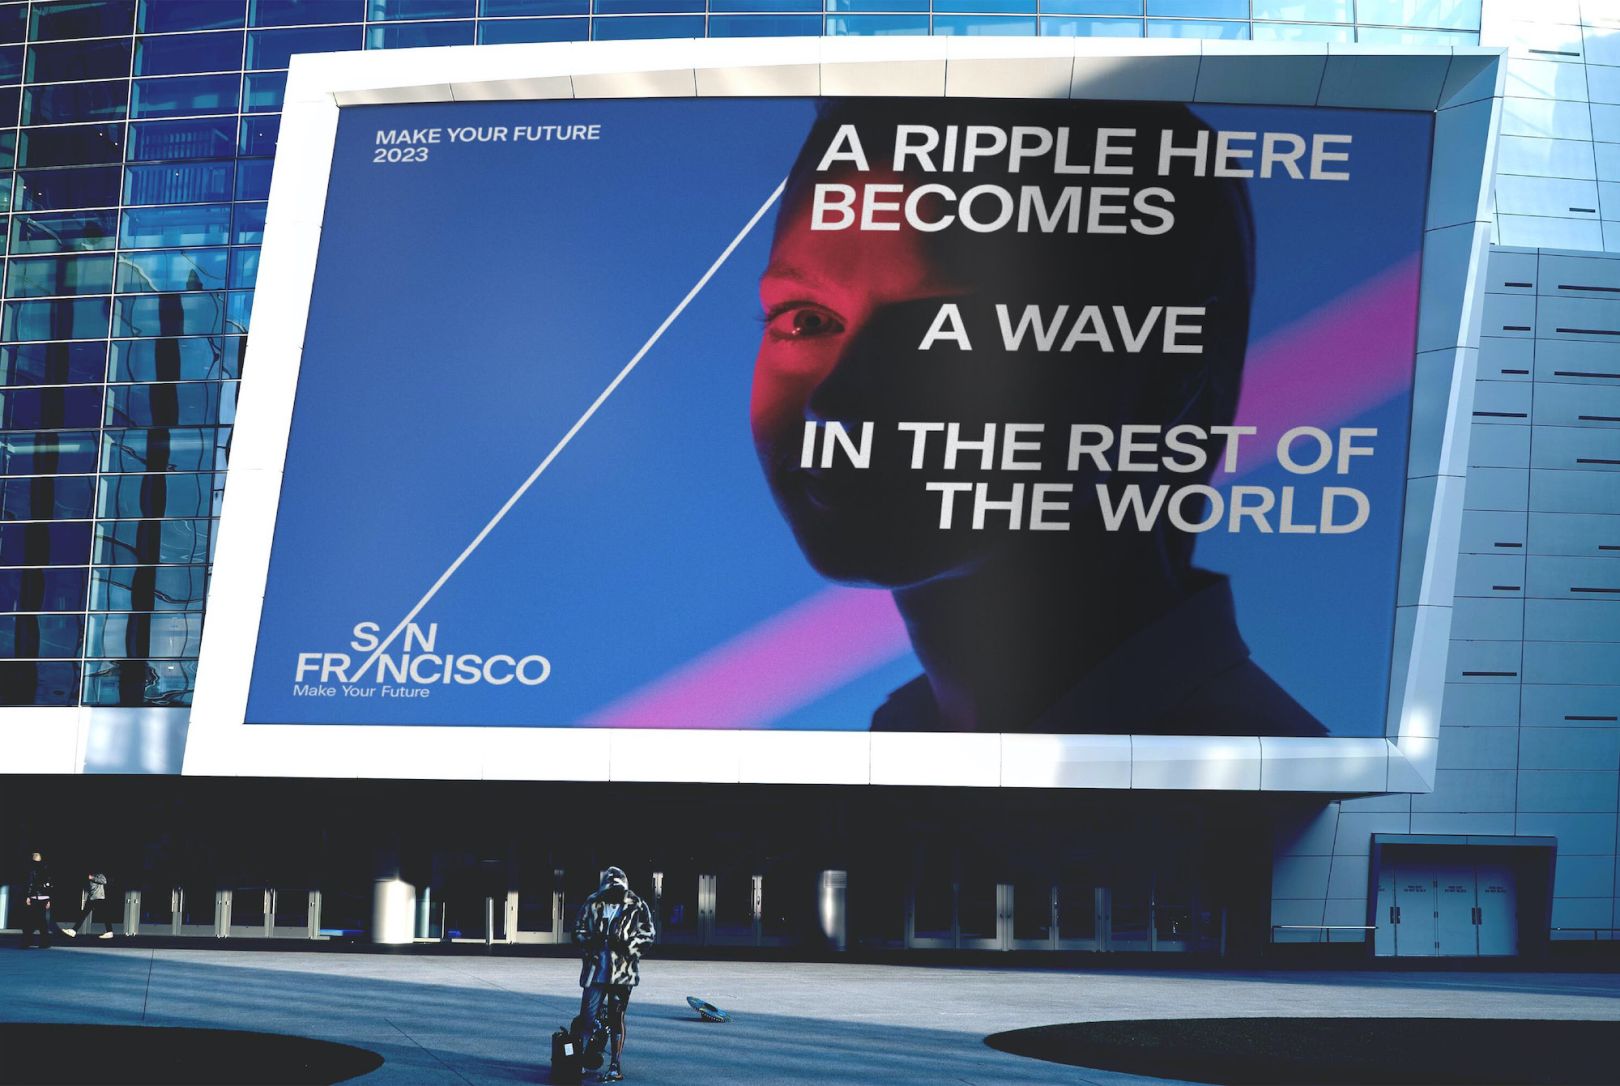 MAKE YOUR FUTURE
2023
A RIPPLE HERE
BECOMES
A WAVE
IN THE REST OF
THE WORLD
SAN
FRANCISCO
Make Your Future